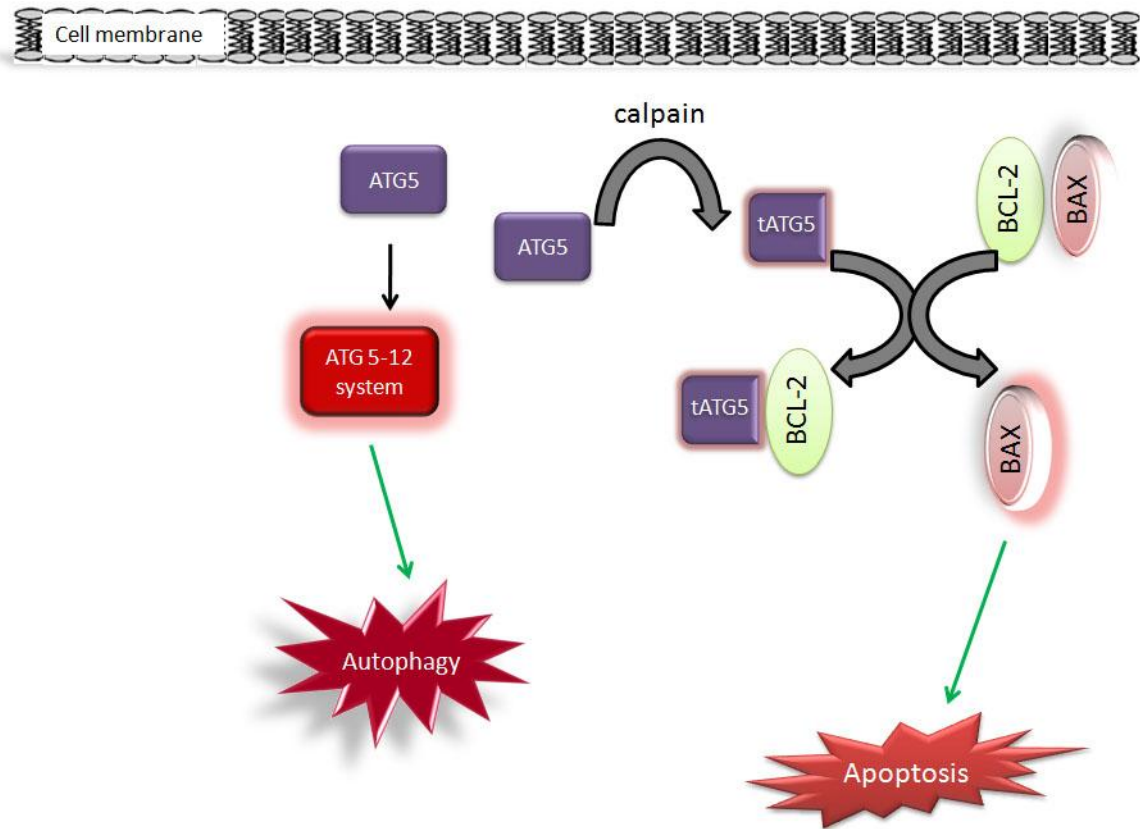 Cell membrane
calpain
ATG5
ATG5
tATG5
BCL-2
BAX
ATG 5-12
system
tATG5
BCL-2
BAX
Autophagy
Apoptosis